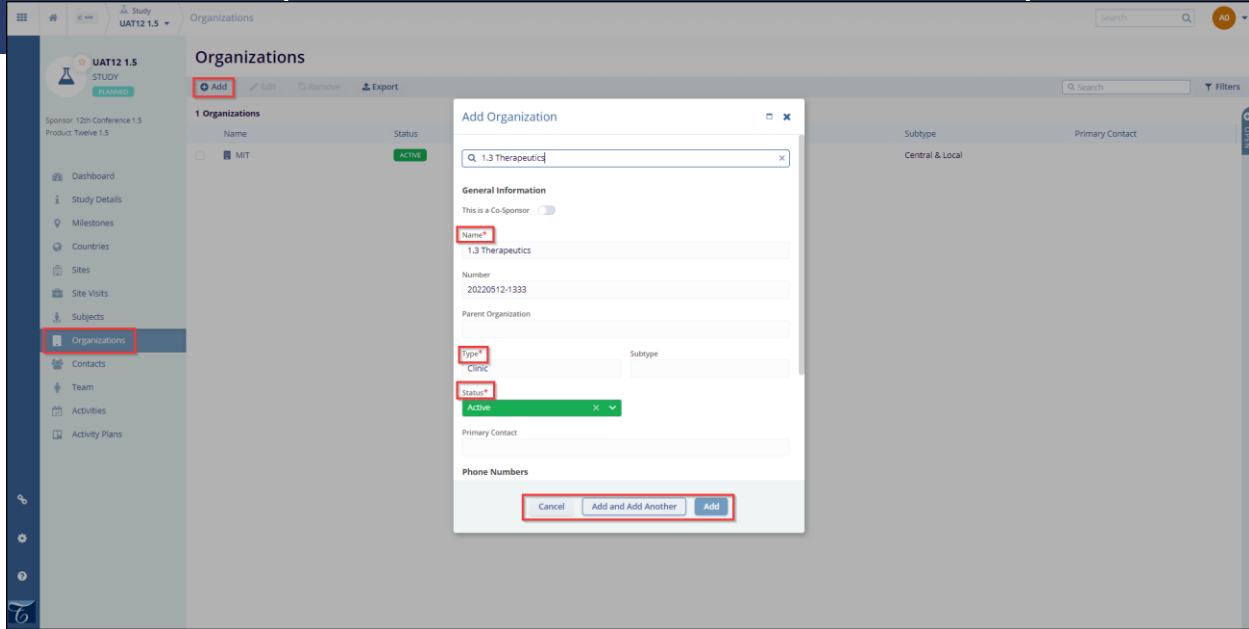 Study
UAT12 1.5
Organizations
Search
AO
UAT12 1.5
STUDY
PLANNED
Sponsor 12th Conference 1.5
Product Twelve 1.5
Dashboard
Study Details
Milestones
Countries
Sites
Site Visits
Subjects
Organizations
Contacts
Team
Activities
Activity Plans
Organizations
Add Edit Remove Export
Search
Filters
1 Organizations
Name Status Subtype Primary Contact
MIT ACTIVE Central & Local
Add Organization
1.3 Therapeutics
General Information
This is a Co-Sponsor
Name*
1.3 Therapeutics
Number
20220512-1333
Parent Organization
Type* Subtype
Clinic
Status*
Active
Primary Contact
Phone Numbers
Cancel Add and Add Another Add